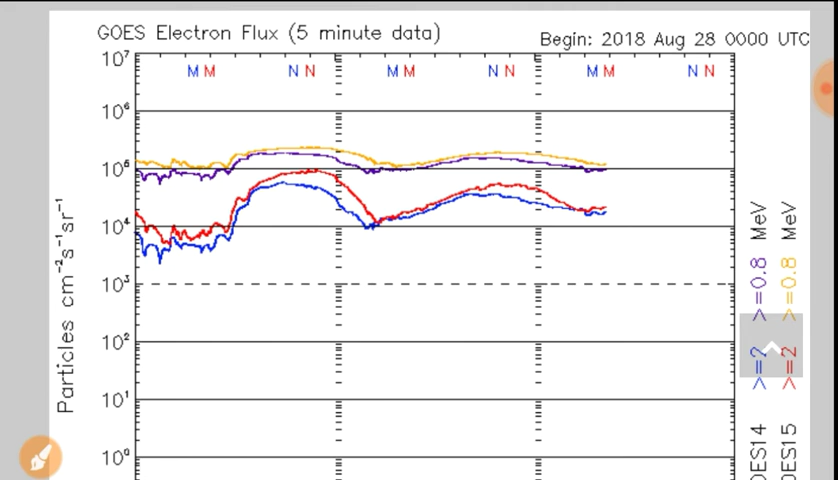 GOES Electron Flux (5 minute data)
Begin: 2018 Aug 28 0000 UTC
10⁷
M M N N M M N N M M N N
10⁶
10⁵
10⁴
10³
10²
10¹
10⁰
Particles cm⁻²s⁻¹sr⁻¹
>=2 >=0.8 MeV
>=2 >=0.8 MeV
OES14
OES15